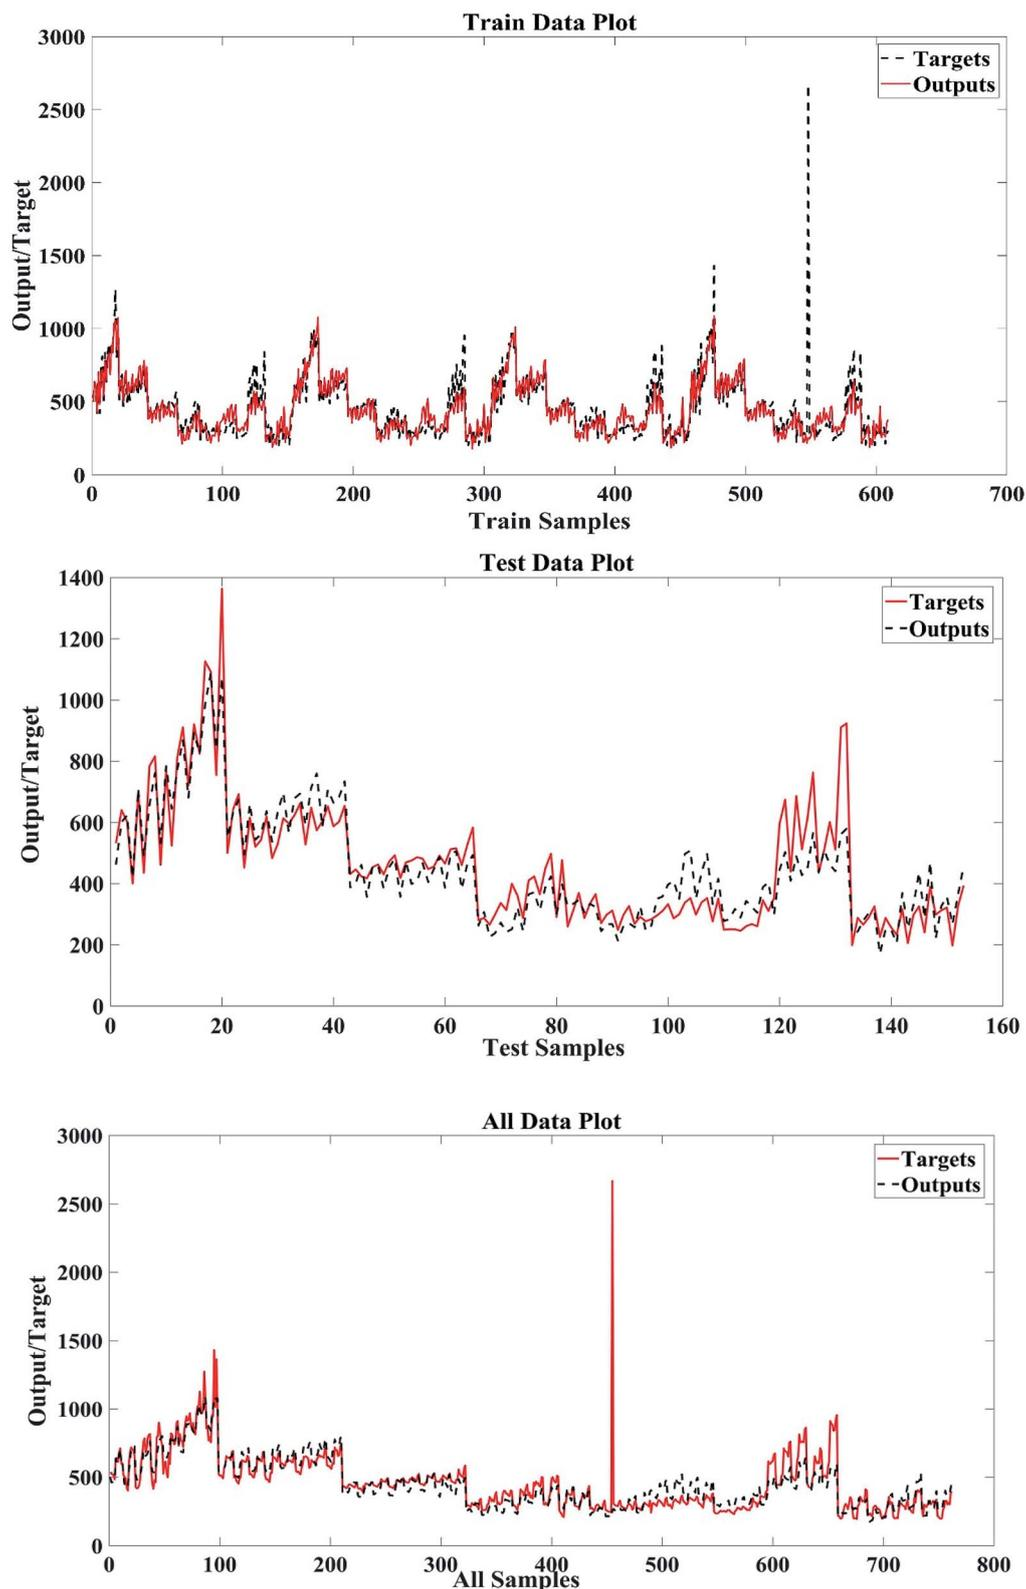 Train Data Plot
3000
2500
2000
1500
1000
500
0
Output/Target
Targets
Outputs
0 100 200 300 400 500 600 700
Train Samples
Test Data Plot
1400
1200
1000
800
600
400
200
0
Output/Target
Targets
Outputs
0 20 40 60 80 100 120 140 160
Test Samples
All Data Plot
3000
2500
2000
1500
1000
500
0
Output/Target
Targets
Outputs
0 100 200 300 400 500 600 700 800
All Samples